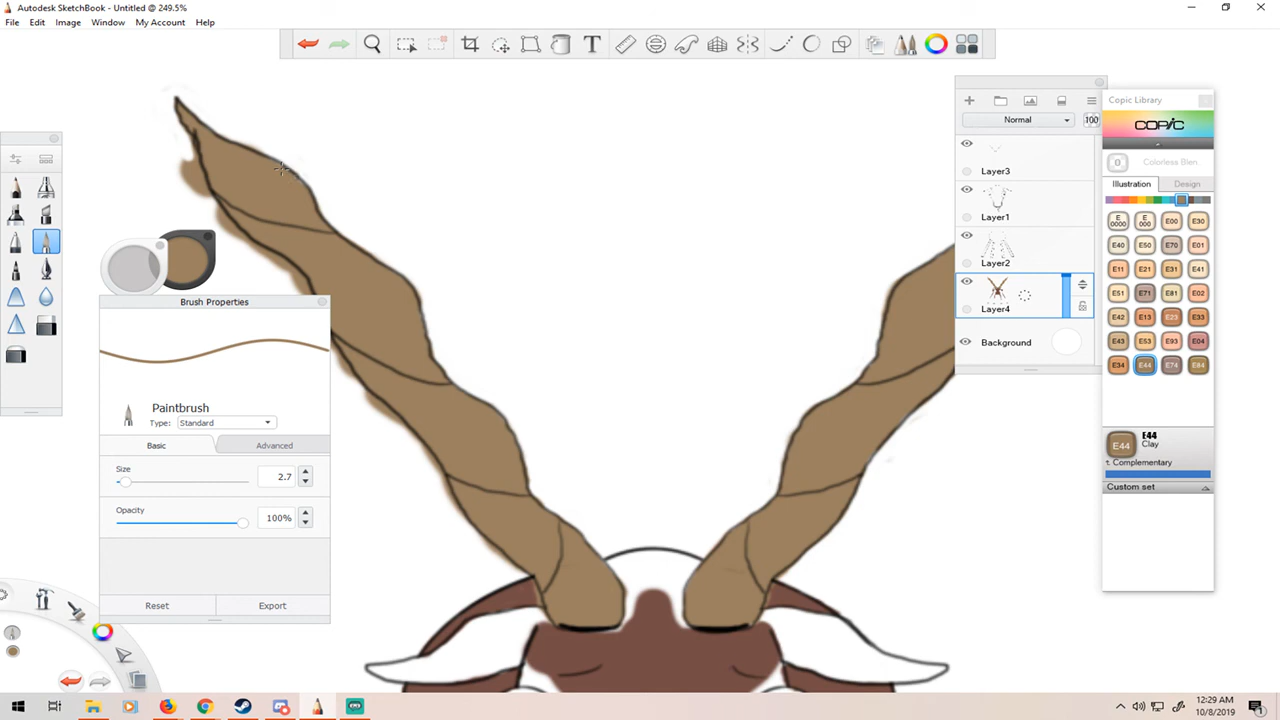 Autodesk SketchBook - Untitled @ 249.5%
File Edit Image Window My Account Help
T
Normal 100
Layer3
Layer1
Layer2
Layer4
Background
Copic Library
COPIC
0 Colorless Blen
Illustration Design
E 0000 E 000 E00 E30
E40 E50 E70 E01
E11 E21 E31 E41
E51 E71 E81 E02
E42 E13 E23 E33
E43 E53 E93 E04
E34 E44 E74 E84
E44 E44
Clay
t. Complementary
Custom set
Brush Properties
Paintbrush
Type: Standard
Basic Advanced
Size
2.7
Opacity
100%
Reset Export
12:29 AM
10/8/2019
1